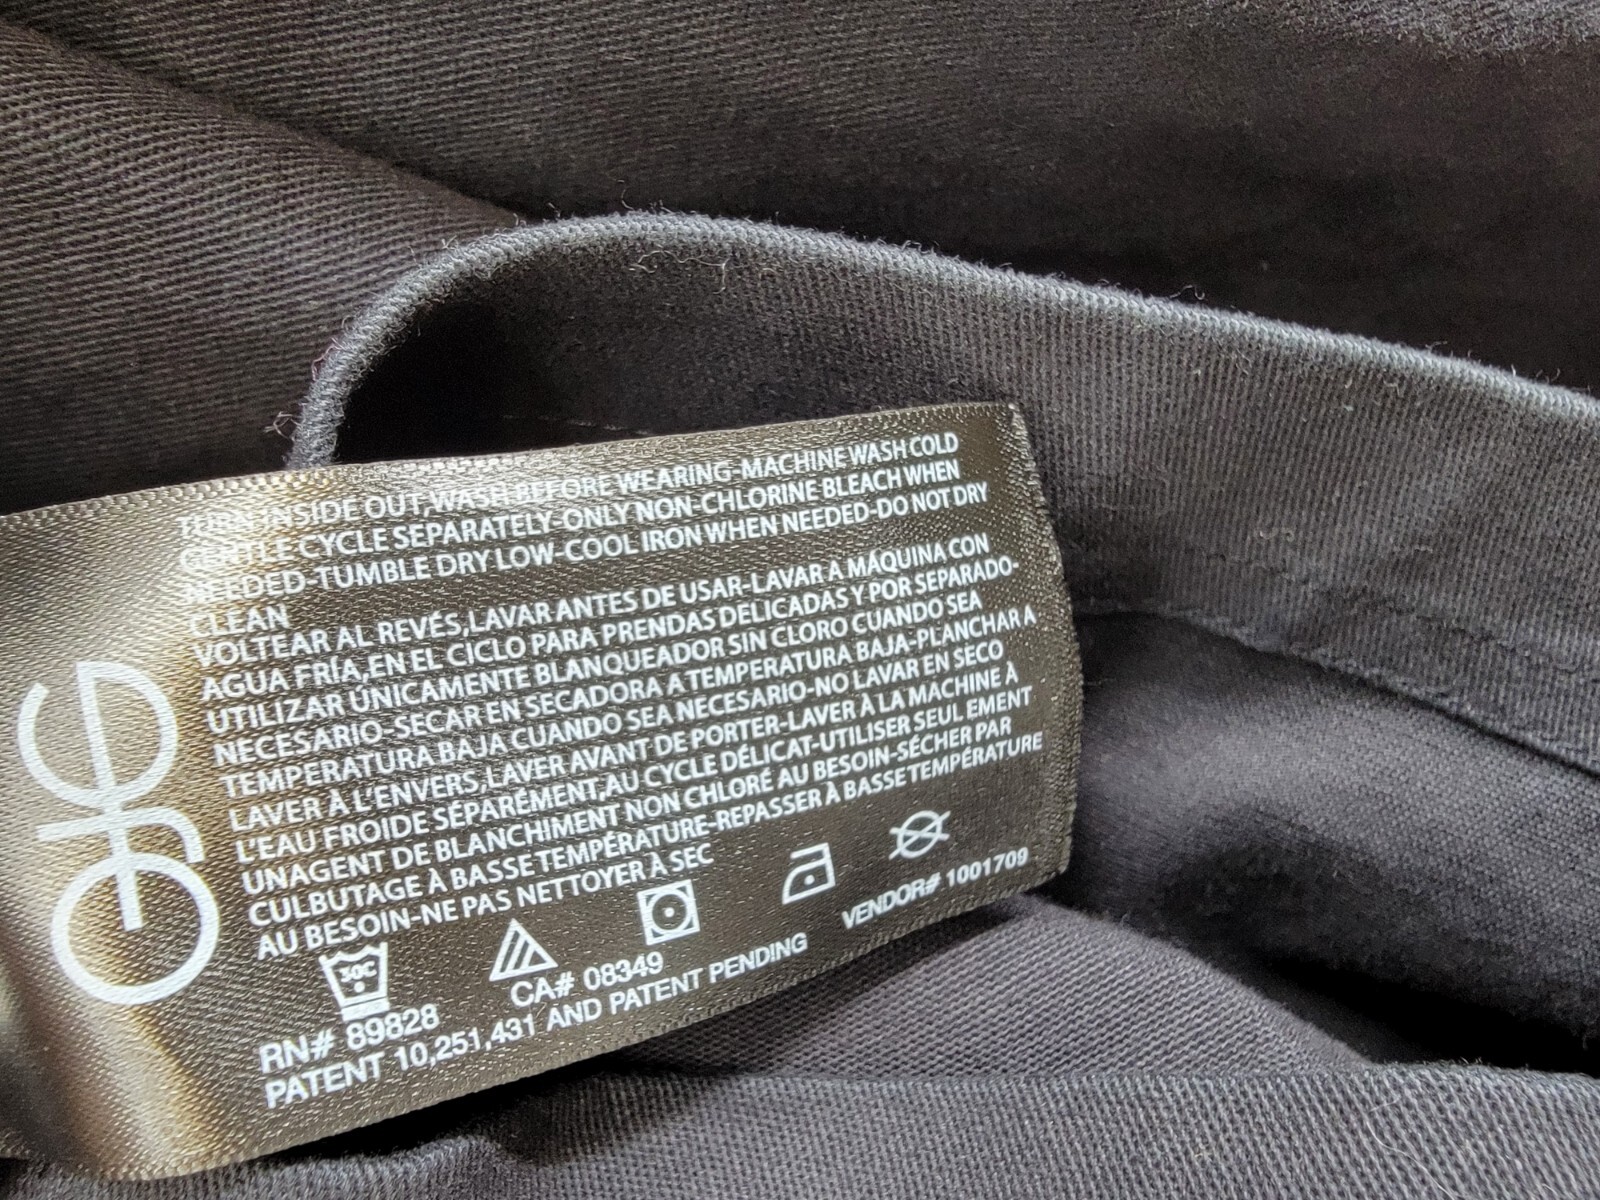 TURN INSIDE OUT,WASH BEFORE WEARING-MACHINE WASH COLD
GENTLE CYCLE SEPARATELY-ONLY NON-CHLORINE BLEACH WHEN
NEEDED-TUMBLE DRY LOW-COOL IRON WHEN NEEDED-DO NOT DRY
CLEAN
VOLTEAR AL REVÉS,LAVAR ANTES DE USAR-LAVAR A MÁQUINA CON
AGUA FRÍA,EN EL CICLO PARA PRENDAS DELICADAS Y POR SEPARADO-
UTILIZAR ÚNICAMENTE BLANQUEADOR SIN CLORO CUANDO SEA
NECESARIO-SECAR EN SECADORA A TEMPERATURA BAJA-PLANCHAR A
TEMPERATURA BAJA CUANDO SEA NECESARIO-NO LAVAR EN SECO
LAVER À L'ENVERS,LAVER AVANT DE PORTER-LAVER À LA MACHINE À
L'EAU FROIDE SÉPARÉMENT,AU CYCLE DÉLICAT-UTILISER SEUL EMENT
UNAGENT DE BLANCHIMENT NON CHLORÉ AU BESOIN-SÉCHER PAR
CULBUTAGE À BASSE TEMPÉRATURE-REPASSER À BASSE TEMPÉRATURE
AU BESOIN-NE PAS NETTOYER À SEC
30C
RN# 89828 CA# 08349 VENDOR# 1001709
PATENT 10,251,431 AND PATENT PENDING